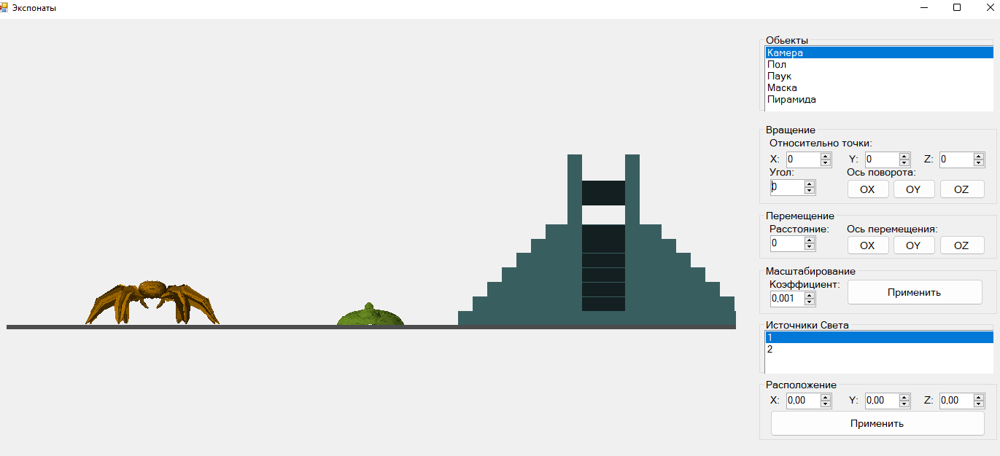 Экспонаты
Обьекты
Камера
Пол
Паук
Маска
Пирамида
Вращение
Относительно точки:
X: 0 Y: 0 Z: 0
Угол: Ось поворота:
0 OX OY OZ
Перемещение
Расстояние: Ось перемещения:
0 OX OY OZ
Масштабирование
Коэффициент:
0,001 Применить
Источники Света
1
2
Расположение
X: 0,00 Y: 0,00 Z: 0,00
Применить